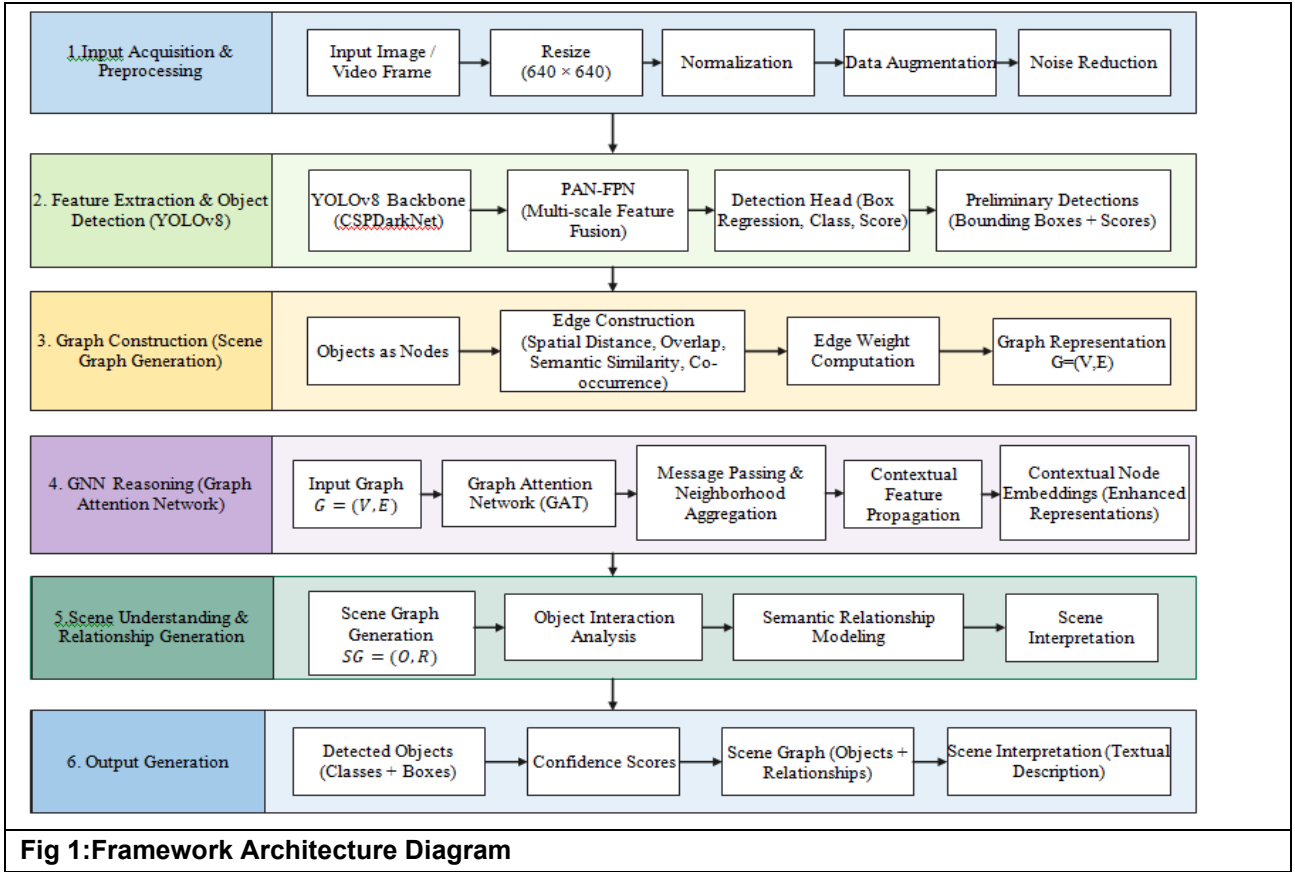 1.Input Acquisition &
Preprocessing
Input Image /
Video Frame
Resize
(640 × 640)
Normalization
Data Augmentation
Noise Reduction
2. Feature Extraction & Object
Detection (YOLOv8)
YOLOv8 Backbone
(CSPDarkNet)
PAN-FPN
(Multi-scale Feature
Fusion)
Detection Head (Box
Regression, Class, Score)
Preliminary Detections
(Bounding Boxes + Scores)
3. Graph Construction (Scene
Graph Generation)
Objects as Nodes
Edge Construction
(Spatial Distance, Overlap,
Semantic Similarity, Co-
occurrence)
Edge Weight
Computation
Graph Representation
G=(V,E)
4. GNN Reasoning (Graph
Attention Network)
Input Graph
G = (V,E)
Graph Attention
Network (GAT)
Message Passing &
Neighborhood
Aggregation
Contextual
Feature
Propagation
Contextual Node
Embeddings (Enhanced
Representations)
5.Scene Understanding &
Relationship Generation
Scene Graph
Generation
SG = (O,R)
Object Interaction
Analysis
Semantic Relationship
Modeling
Scene
Interpretation
6. Output Generation
Detected Objects
(Classes + Boxes)
Confidence Scores
Scene Graph (Objects +
Relationships)
Scene Interpretation (Textual
Description)
Fig 1:Framework Architecture Diagram